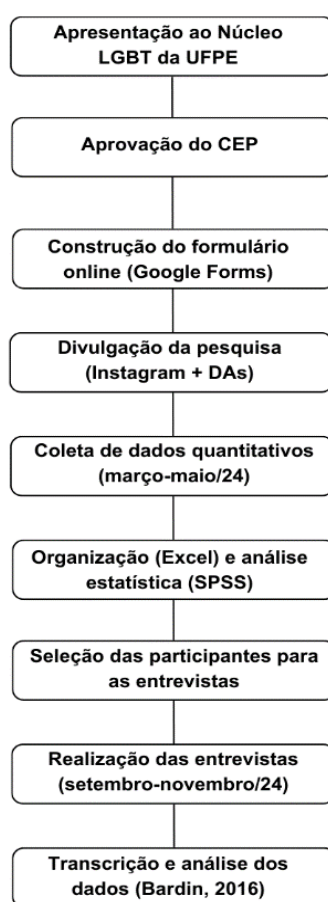 Apresentação ao Núcleo
LGBT da UFPE
Aprovação do CEP
Construção do formulário
online (Google Forms)
Divulgação da pesquisa
(Instagram + DAs)
Coleta de dados quantitativos
(março-maio/24)
Organização (Excel) e análise
estatística (SPSS)
Seleção das participantes para
as entrevistas
Realização das entrevistas
(setembro-novembro/24)
Transcrição e análise dos
dados (Bardin, 2016)